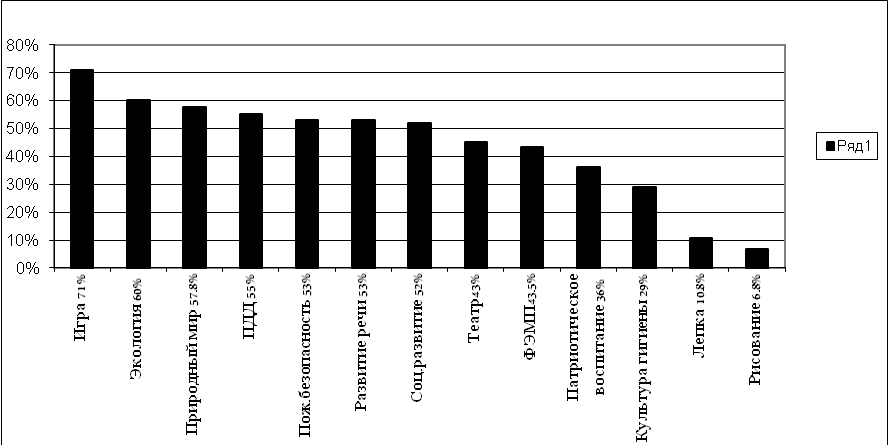 80%
70%
60%
50%
40%
30%
20%
10%
0%
Ряд1
Игра 71%
Экология 60%
Природный мир 57.8%
ПДД 55%
Пож.безопасность 53%
Развитие речи 53%
Соц.развитие 52%
Театр43%
ФЭМП43.5%
Патриотическое
воспитание 36%
Культура гигиены 29%
Лепка 10.8%
Рисование 6.8%